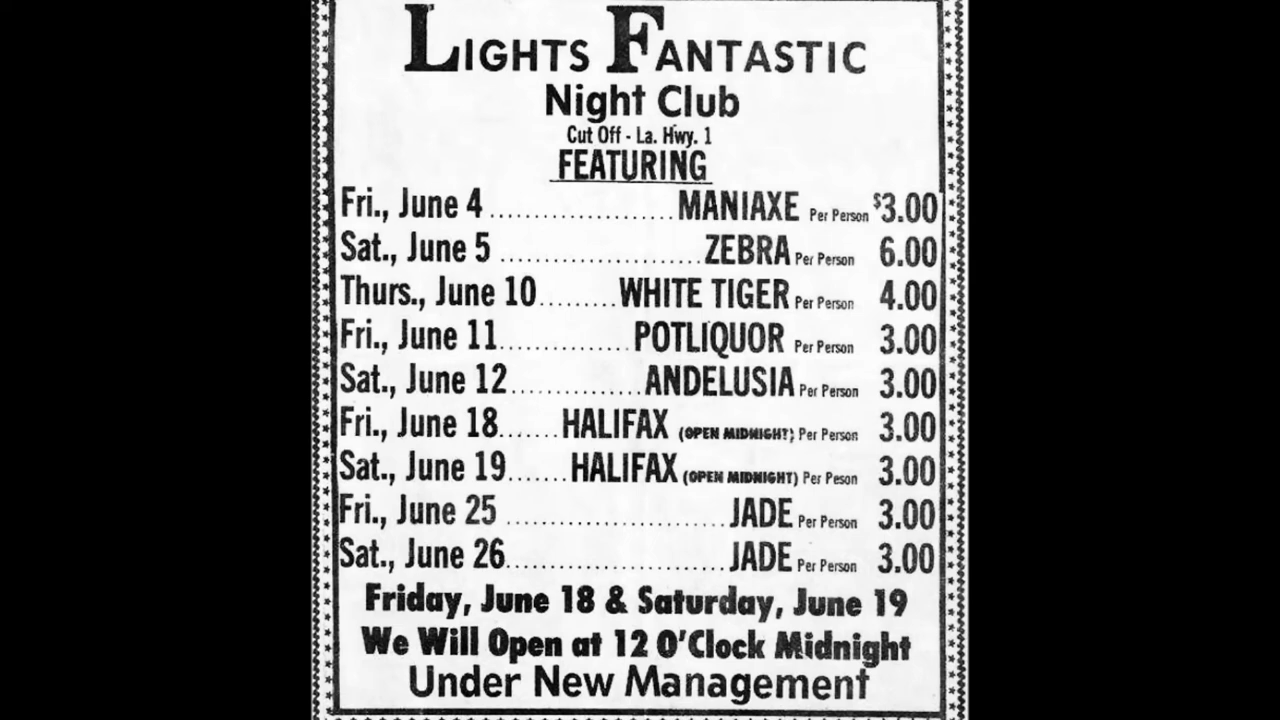 LIGHTS FANTASTIC
Night Club
Cut Off - La. Hwy. 1
FEATURING
Fri., June 4 .................... MANIAXE Per Person $3.00
Sat., June 5 ...................... ZEBRA Per Person 6.00
Thurs., June 10......... WHITE TIGER Per Person 4.00
Fri., June 11.............. POTLIQUOR Per Person 3.00
Sat., June 12.............. ANDELUSIA Per Person 3.00
Fri., June 18....... HALIFAX (OPEN MIDNIGHT) Per Person 3.00
Sat., June 19....... HALIFAX (OPEN MIDNIGHT) Per Peson 3.00
Fri., June 25 ........................ JADE Per Person 3.00
Sat., June 26........................ JADE Per Person 3.00
Friday, June 18 & Saturday, June 19
We Will Open at 12 O'Clock Midnight
Under New Management